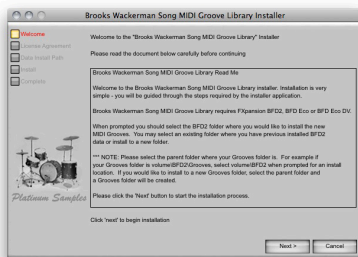 Brooks Wackerman Song MIDI Groove Library Installer
Welcome
License Agreement
Data Install Path
Install
Complete
Platinum Samples
Welcome to the "Brooks Wackerman Song MIDI Groove Library" Installer
Please read the document below carefully before continuing
Brooks Wackerman Song MIDI Groove Library Read Me
Welcome to the Brooks Wackerman Song MIDI Groove Library installer. Installation is very
simple - you will be guided through the steps required by the installer application.
Brooks Wackerman Song MIDI Groove Library requires FXpansion BFD2, BFD Eco or BFD Eco DV.
When prompted you should select the BFD2 folder where you would like to install the new
MIDI Grooves. You may select an existing folder where you have previous installed BFD2
data or install to a new folder.
*** NOTE: Please select the parent folder where your Grooves folder is. For example if
your Grooves folder is volume\BFD2\Grooves, select volume\BFD2 when prompted for an install
location. If you would like to install to a new Grooves folder, select the parent folder and
a Grooves folder will be created.
Please click the 'Next' button to start the installation process.
Click 'next' to begin installation
Next >
Cancel